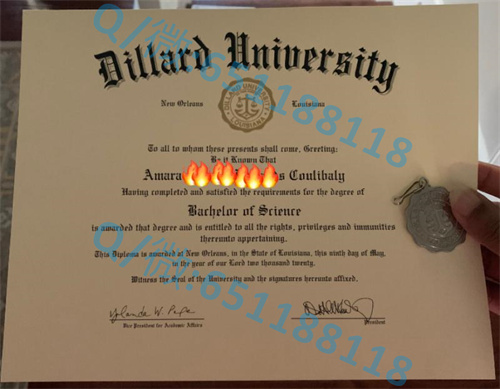 Dillard University
New Orleans Louisiana
DILLARD UNIVERSITY
LOUISIANA
To all to whom these presents shall come, Greeting:
Be it Known That
Amara s Coulibaly
Having completed and satisfied the requirements for the degree of
Bachelor of Science
is awarded that degree and is entitled to all the rights, privileges and immunities
thereunto appertaining.
This Diploma is awarded at New Orleans, in the State of Louisiana, this ninth day of May,
in the year of our Lord two thousand twenty.
Witness the Seal of the University and the signatures hereunto affixed.
Yolanda W. Page
Vice President for Academic Affairs
President
Q/微:651188118
Q/微:651188118